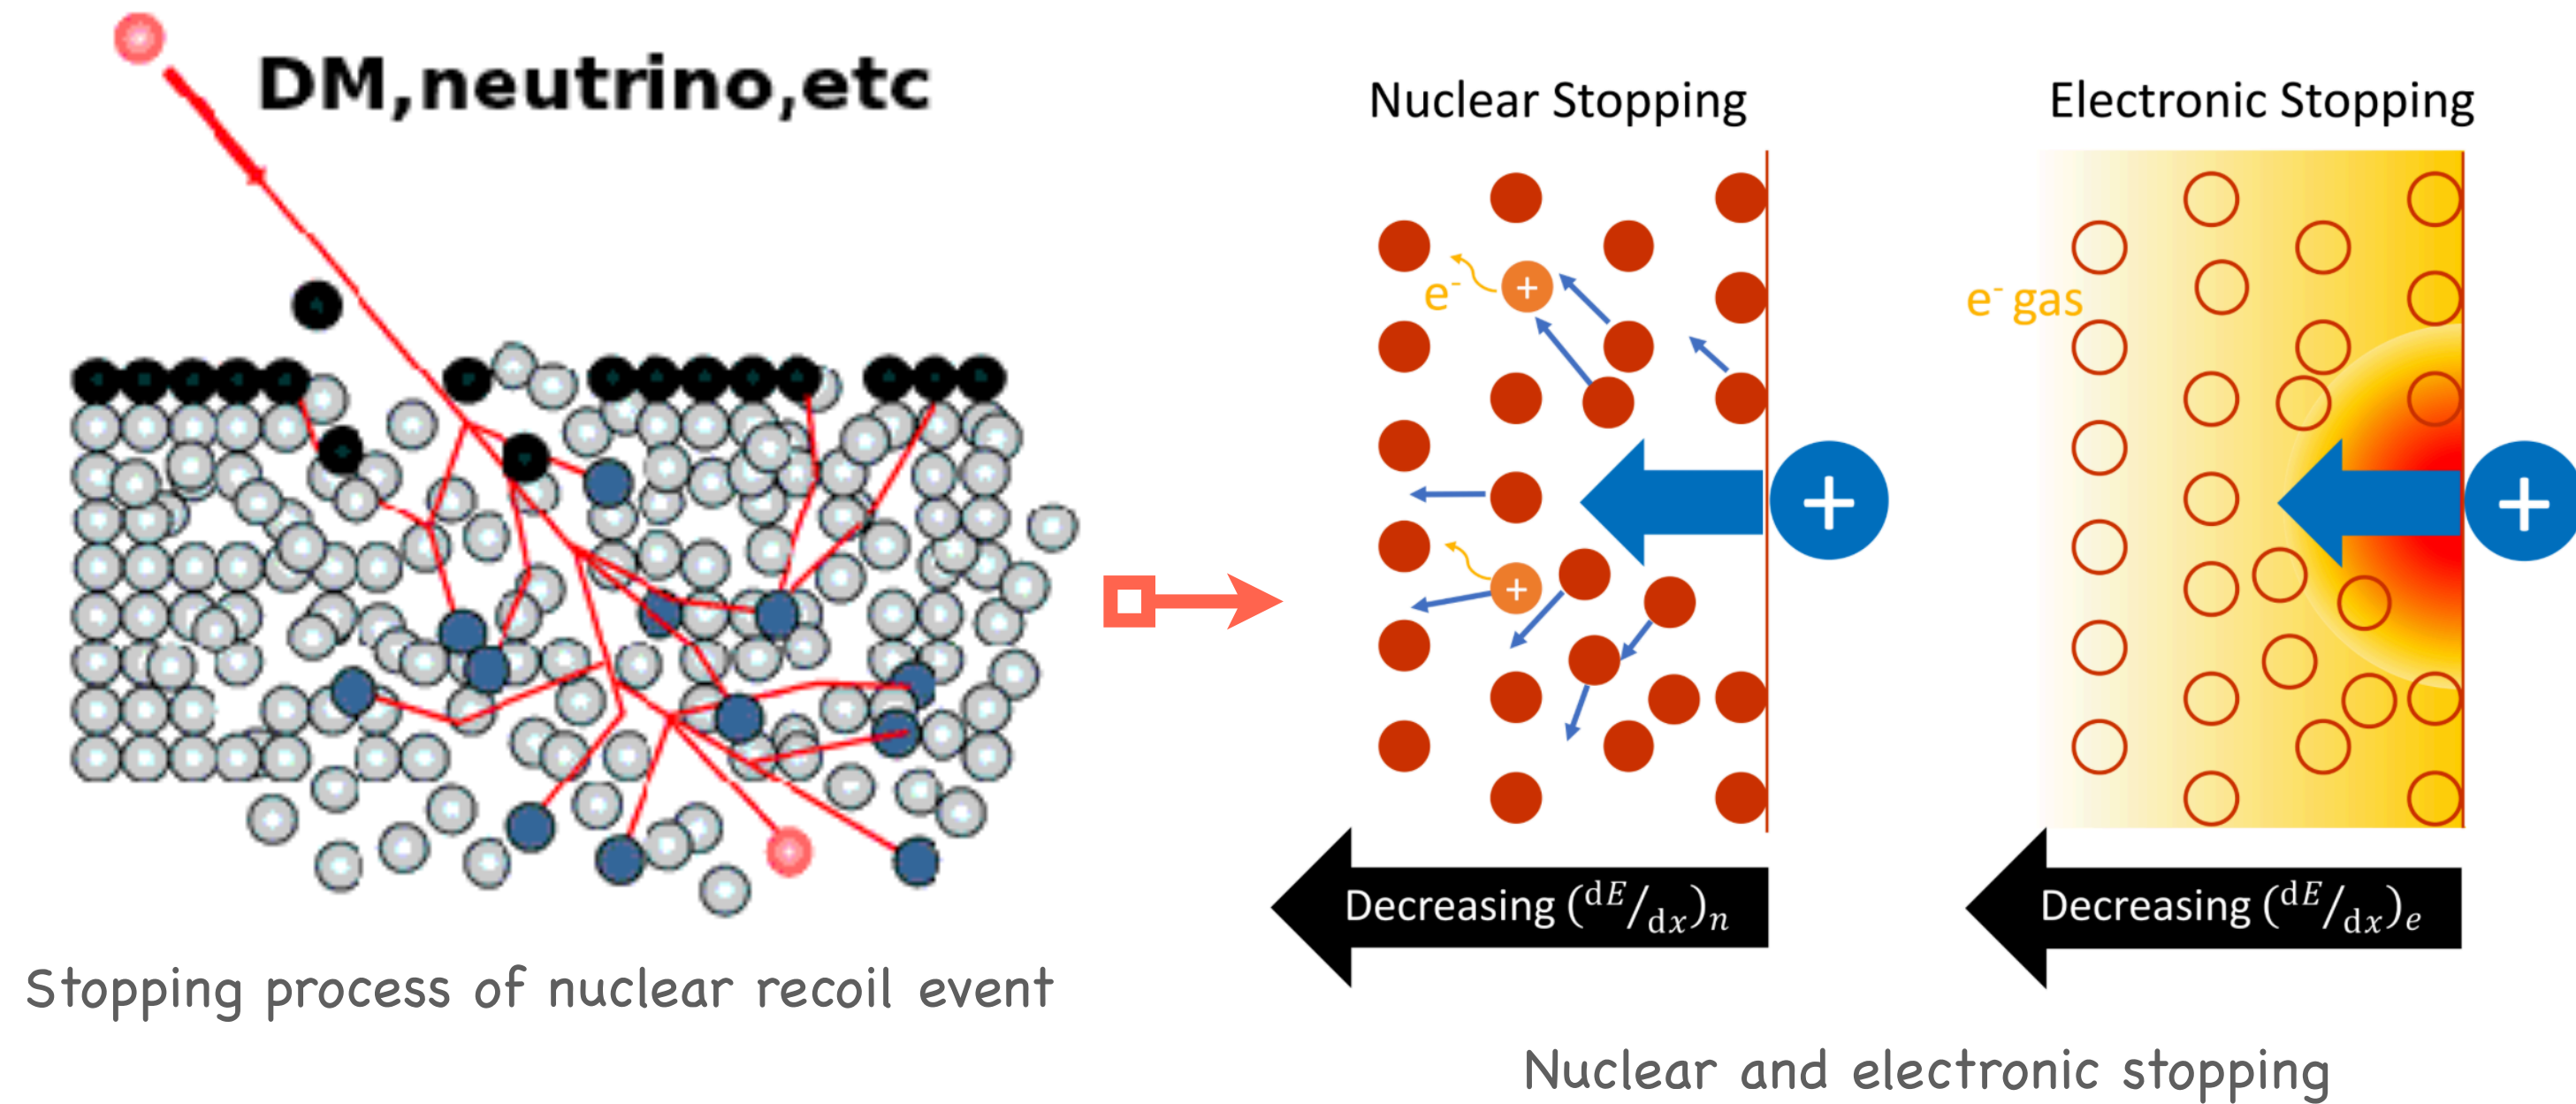 DM,neutrino,etc
Stopping process of nuclear recoil event
Nuclear Stopping
e⁻
+
+
+
Decreasing (dE/dx)n
Electronic Stopping
e⁻ gas
+
Decreasing (dE/dx)e
Nuclear and electronic stopping